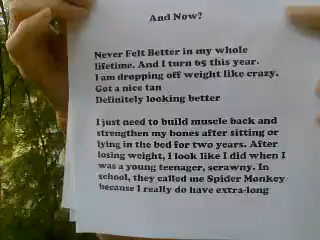 And Now?
Never Felt Better in my whole
lifetime. And I turn 65 this year.
I am dropping off weight like crazy.
Got a nice tan
Definitely looking better
I just need to build muscle back and
strengthen my bones after sitting or
lying in the bed for two years. After
losing weight, I look like I did when I
was a young teenager, scrawny. In
school, they called me Spider Monkey
because I really do have extra-long